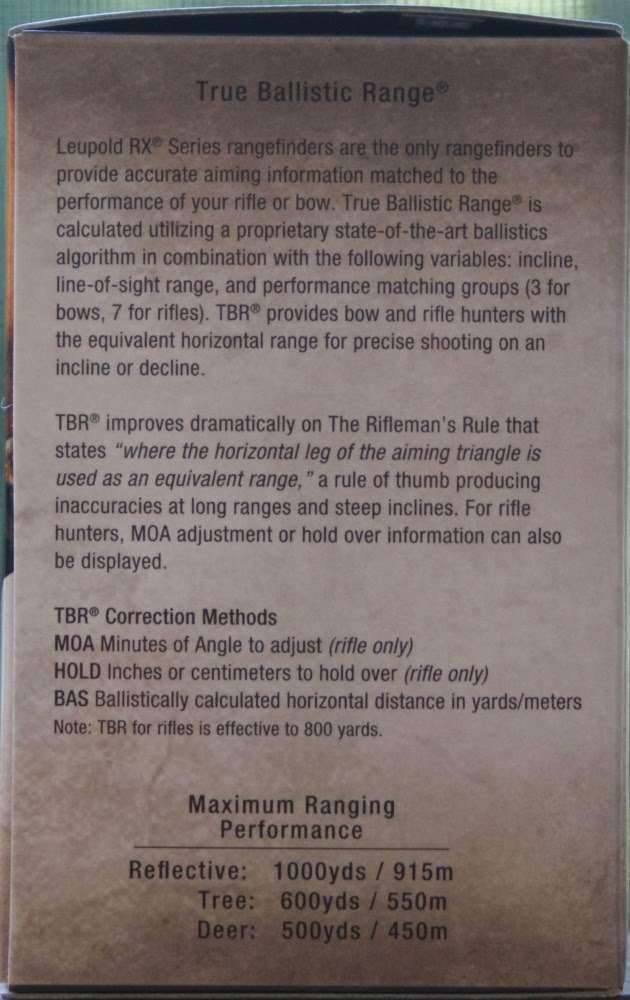 True Ballistic Range®
Leupold RX® Series rangefinders are the only rangefinders to
provide accurate aiming information matched to the
performance of your rifle or bow. True Ballistic Range® is
calculated utilizing a proprietary state-of-the-art ballistics
algorithm in combination with the following variables: incline,
line-of-sight range, and performance matching groups (3 for
bows, 7 for rifles). TBR® provides bow and rifle hunters with
the equivalent horizontal range for precise shooting on an
incline or decline.
TBR® improves dramatically on The Rifleman's Rule that
states "where the horizontal leg of the aiming triangle is
used as an equivalent range," a rule of thumb producing
inaccuracies at long ranges and steep inclines. For rifle
hunters, MOA adjustment or hold over information can also
be displayed.
TBR® Correction Methods
MOA Minutes of Angle to adjust (rifle only)
HOLD Inches or centimeters to hold over (rifle only)
BAS Ballistically calculated horizontal distance in yards/meters
Note: TBR for rifles is effective to 800 yards.
Maximum Ranging
Performance
Reflective: 1000yds / 915m
Tree: 600yds / 550m
Deer: 500yds / 450m